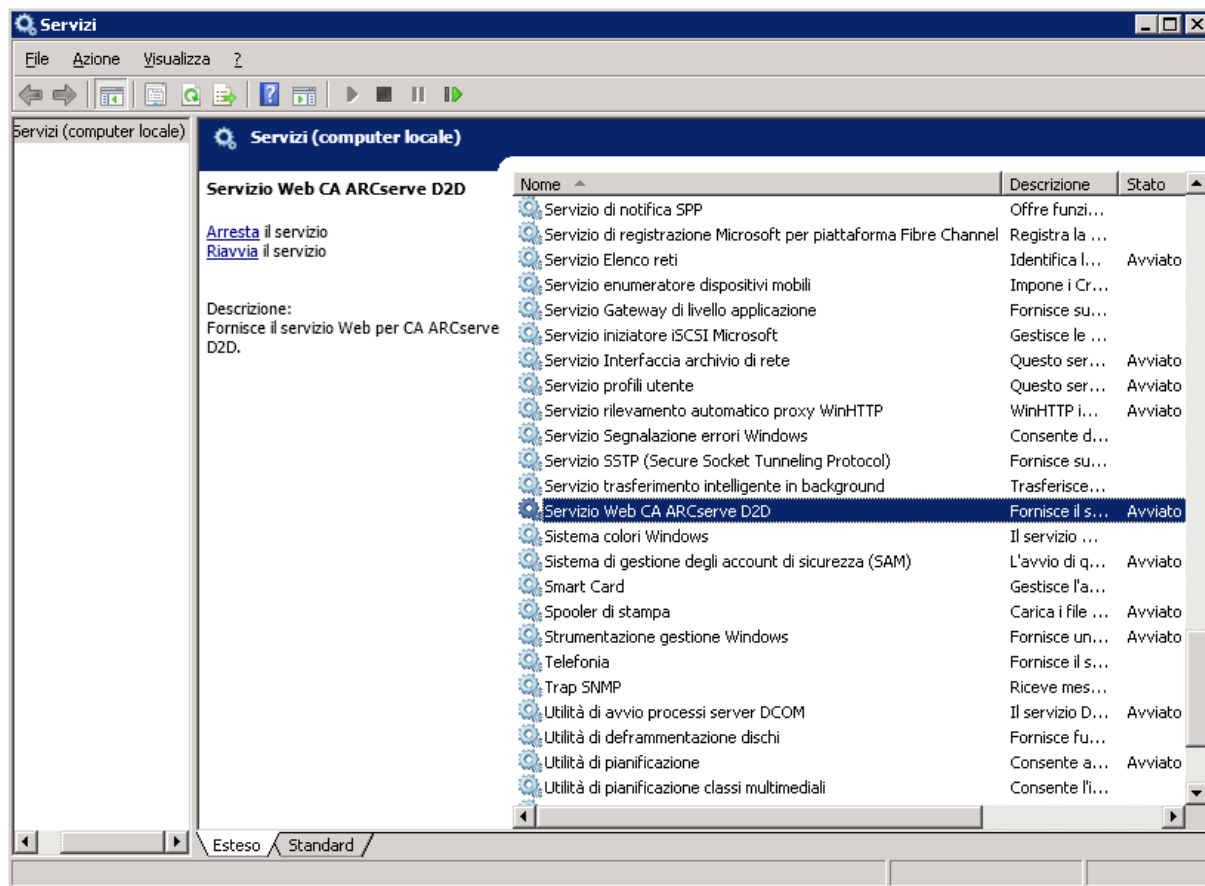 Servizi
File Azione Visualizza ?
Servizi (computer locale)
Servizi (computer locale)
Servizio Web CA ARCserve D2D
Arresta il servizio
Riavvia il servizio
Descrizione:
Fornisce il servizio Web per CA ARCserve
D2D.
Nome Descrizione Stato
Servizio di notifica SPP Offre funzi...
Servizio di registrazione Microsoft per piattaforma Fibre Channel Registra la ...
Servizio Elenco reti Identifica l... Avviato
Servizio enumeratore dispositivi mobili Impone i Cr...
Servizio Gateway di livello applicazione Fornisce su...
Servizio iniziatore iSCSI Microsoft Gestisce le ...
Servizio Interfaccia archivio di rete Questo ser... Avviato
Servizio profili utente Questo ser... Avviato
Servizio rilevamento automatico proxy WinHTTP WinHTTP i... Avviato
Servizio Segnalazione errori Windows Consente d...
Servizio SSTP (Secure Socket Tunneling Protocol) Fornisce su...
Servizio trasferimento intelligente in background Trasferisce...
Servizio Web CA ARCserve D2D Fornisce il s... Avviato
Sistema colori Windows Il servizio ...
Sistema di gestione degli account di sicurezza (SAM) L'avvio di q... Avviato
Smart Card Gestisce l'a...
Spooler di stampa Carica i file ... Avviato
Strumentazione gestione Windows Fornisce un... Avviato
Telefonia Fornisce il s...
Trap SNMP Riceve mes...
Utilità di avvio processi server DCOM Il servizio D... Avviato
Utilità di deframmentazione dischi Fornisce fu...
Utilità di pianificazione Consente a... Avviato
Utilità di pianificazione classi multimediali Consente l'i...
Esteso Standard